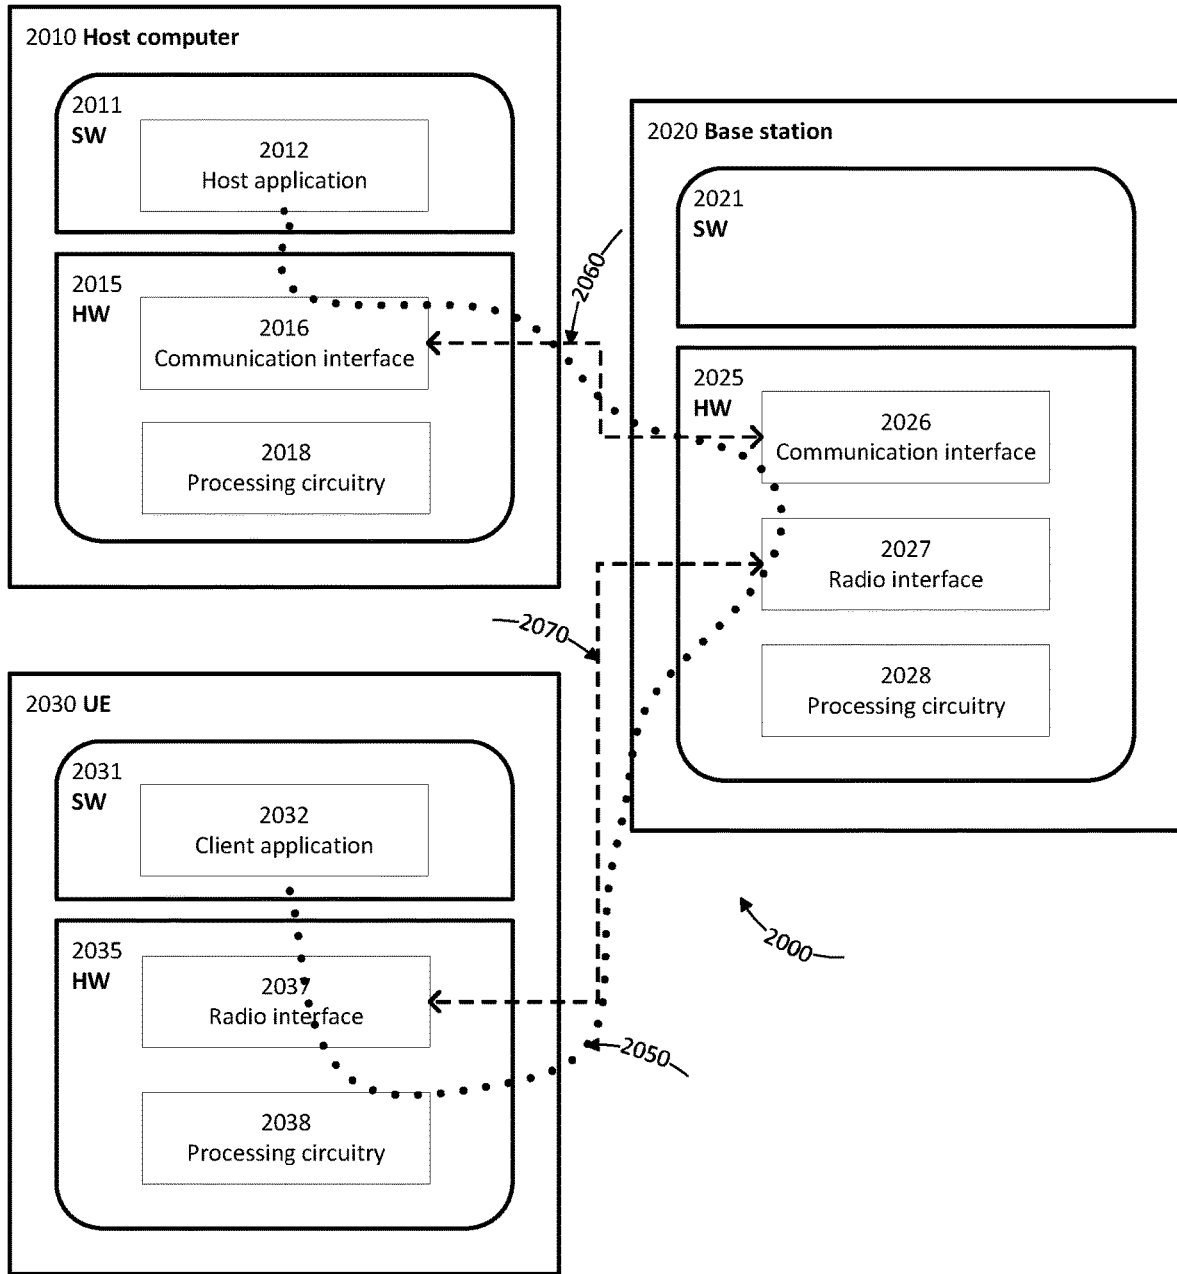 2010 Host computer
2011
SW
2012
Host application
2015
HW
2016
Communication interface
2018
Processing circuitry
2060
2020 Base station
2021
SW
2025
HW
2026
Communication interface
2027
Radio interface
2028
Processing circuitry
2070
2030 UE
2031
SW
2032
Client application
2035
HW
2037
Radio interface
2038
Processing circuitry
2000
2050